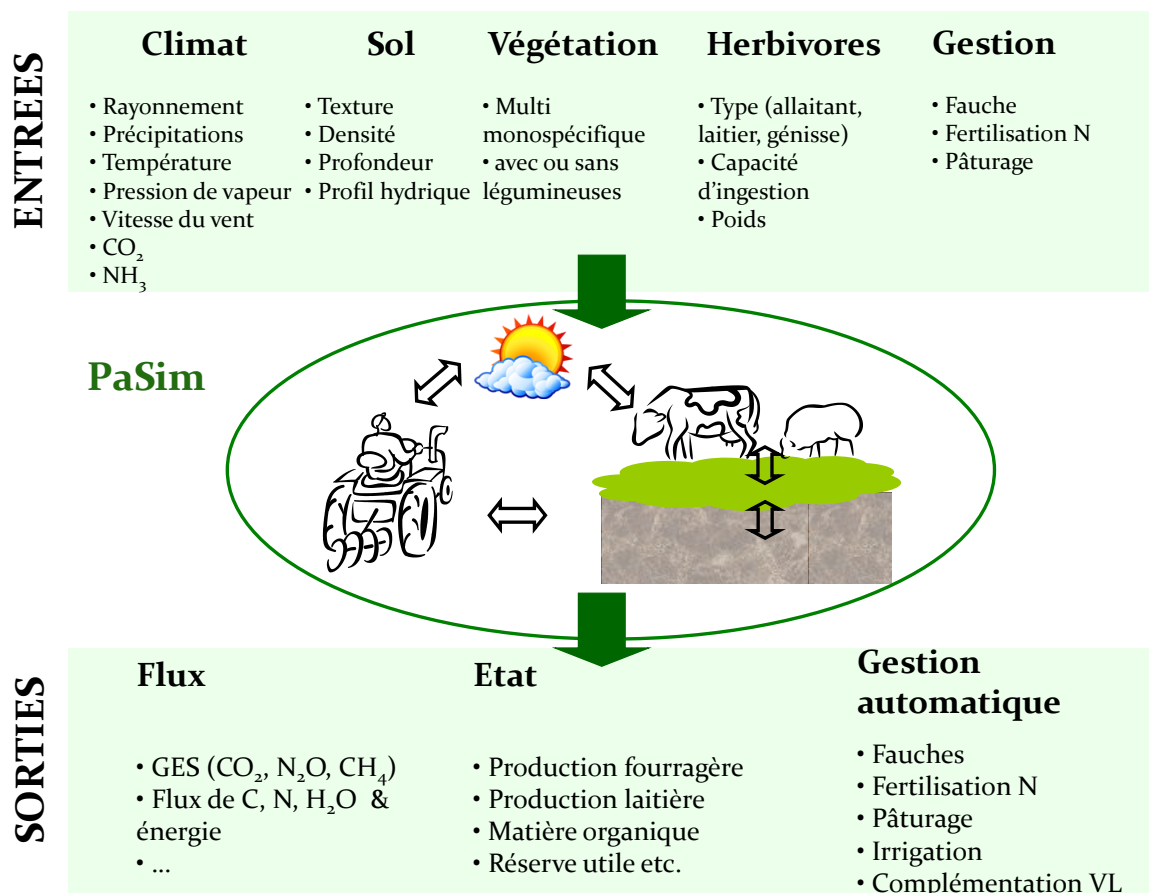 ENTREES
Climat
• Rayonnement
• Précipitations
• Température
• Pression de vapeur
• Vitesse du vent
• CO₂
• NH₃
Sol
• Texture
• Densité
• Profondeur
• Profil hydrique
Végétation
• Multi
monospécifique
• avec ou sans
légumineuses
Herbivores
• Type (allaitant,
laitier, génisse)
• Capacité
d'ingestion
• Poids
Gestion
• Fauche
• Fertilisation N
• Pâturage
PaSim
SORTIES
Flux
• GES (CO₂, N₂O, CH₄)
• Flux de C, N, H₂O &
énergie
• ...
Etat
• Production fourragère
• Production laitière
• Matière organique
• Réserve utile etc.
Gestion
automatique
• Fauches
• Fertilisation N
• Pâturage
• Irrigation
• Complémentation VL